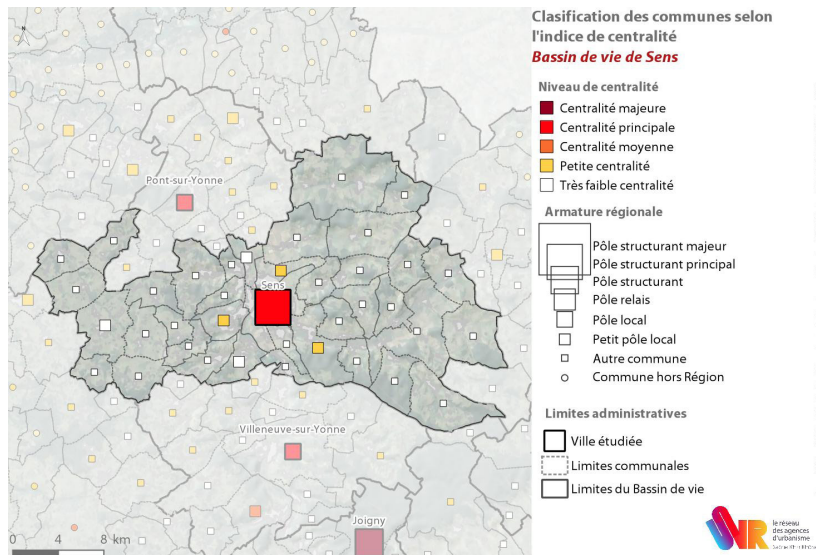 Clasification des communes selon
l'indice de centralité
Bassin de vie de Sens
Niveau de centralité
Centralité majeure
Centralité principale
Centralité moyenne
Petite centralité
Très faible centralité
Armature régionale
Pôle structurant majeur
Pôle structurant principal
Pôle structurant
Pôle relais
Pôle local
Petit pôle local
Autre commune
Commune hors Région
Limites administratives
Ville étudiée
Limites communales
Limites du Bassin de vie
N
Pont-sur-Yonne
Sens
Villeneuve-sur-Yonne
Joigny
0 4 8 km
le réseau
des agences
d'urbanisme